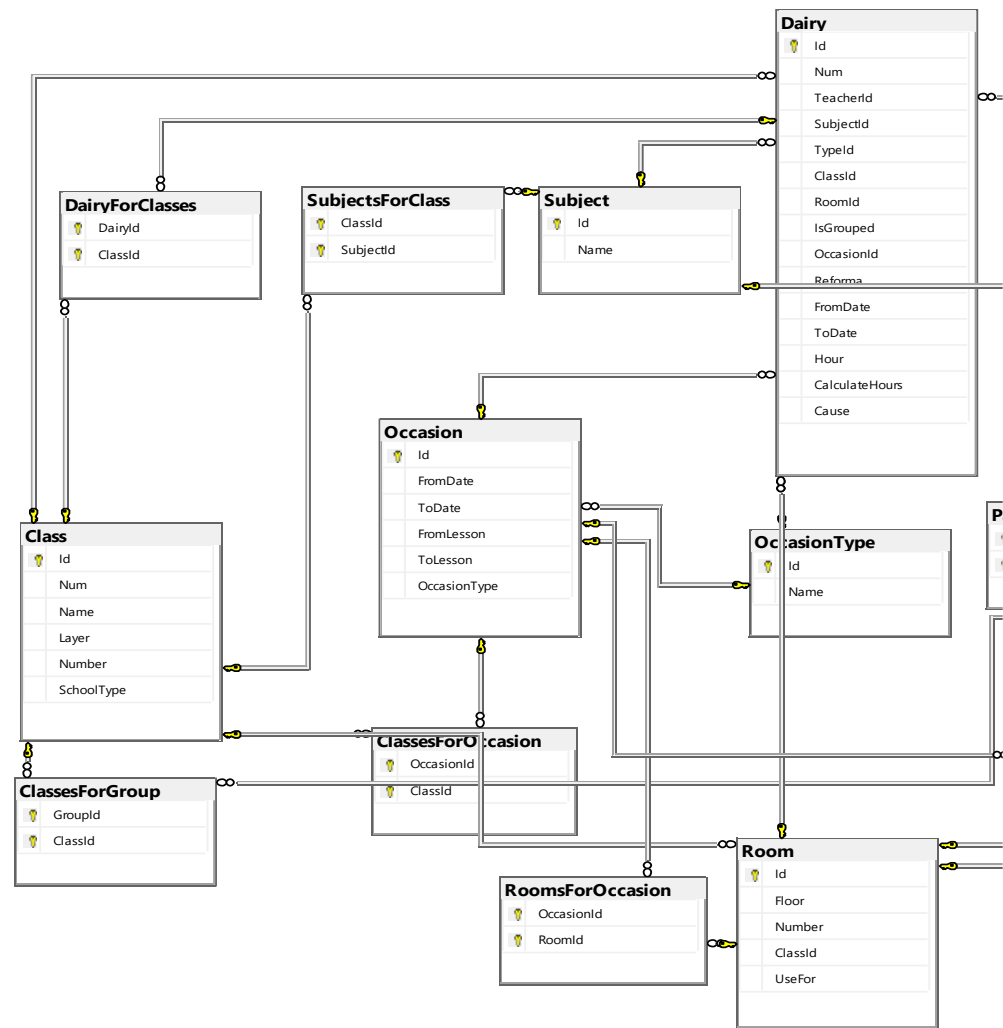 Dairy
Id
Num
TeacherId
SubjectId
TypeId
ClassId
RoomId
IsGrouped
OccasionId
Reforma
FromDate
ToDate
Hour
CalculateHours
Cause
DairyForClasses
DairyId
ClassId
SubjectsForClass
ClassId
SubjectId
Subject
Id
Name
Occasion
Id
FromDate
ToDate
FromLesson
ToLesson
OccasionType
Class
Id
Num
Name
Layer
Number
SchoolType
OccasionType
Id
Name
P
ClassesForOccasion
OccasionId
ClassId
ClassesForGroup
GroupId
ClassId
Room
Id
Floor
Number
ClassId
UseFor
RoomsForOccasion
OccasionId
RoomId